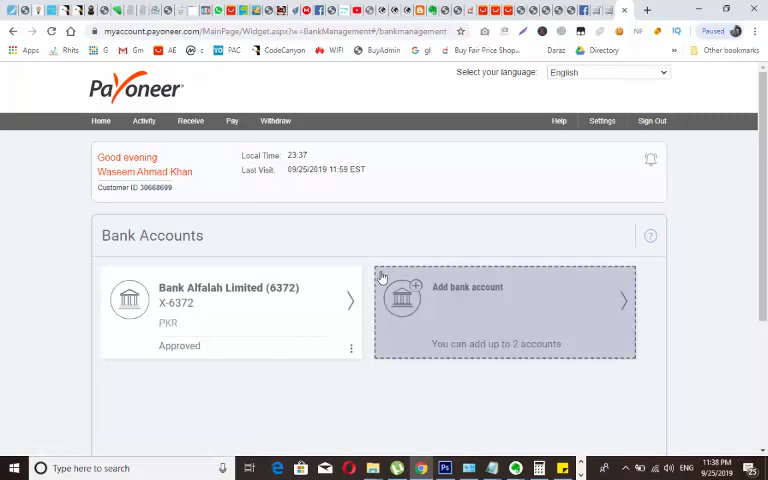 myaccount.payoneer.com/MainPage/Widget.aspx?w=BankManagement#/bankmanagement
Paused
Apps
Rhits
G
Gm
AE
YO PAC
CodeCanyon
WIFI
BuyAdmin
gl
Buy Fair Price Shop...
Daraz
Directory
Other bookmarks
Select your language:
English
Payoneer
Home
Activity
Receive
Pay
Withdraw
Help
Settings
Sign Out
Good evening
Waseem Ahmad Khan
Customer ID 30668699
Local Time: 23:37
Last Visit: 09/25/2019 11:59 EST
Bank Accounts
?
Bank Alfalah Limited (6372)
X-6372
PKR
Approved
Add bank account
You can add up to 2 accounts
Type here to search
ENG
11:38 PM
9/25/2019
25